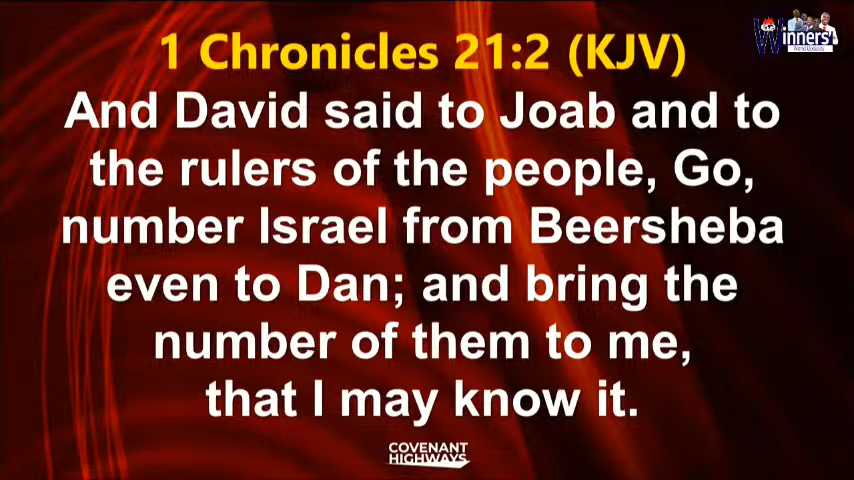 1 Chronicles 21:2 (KJV)
Winners'
And David said to Joab and to
the rulers of the people, Go,
number Israel from Beersheba
even to Dan; and bring the
number of them to me,
that I may know it.
COVENANT
HIGHWAYS